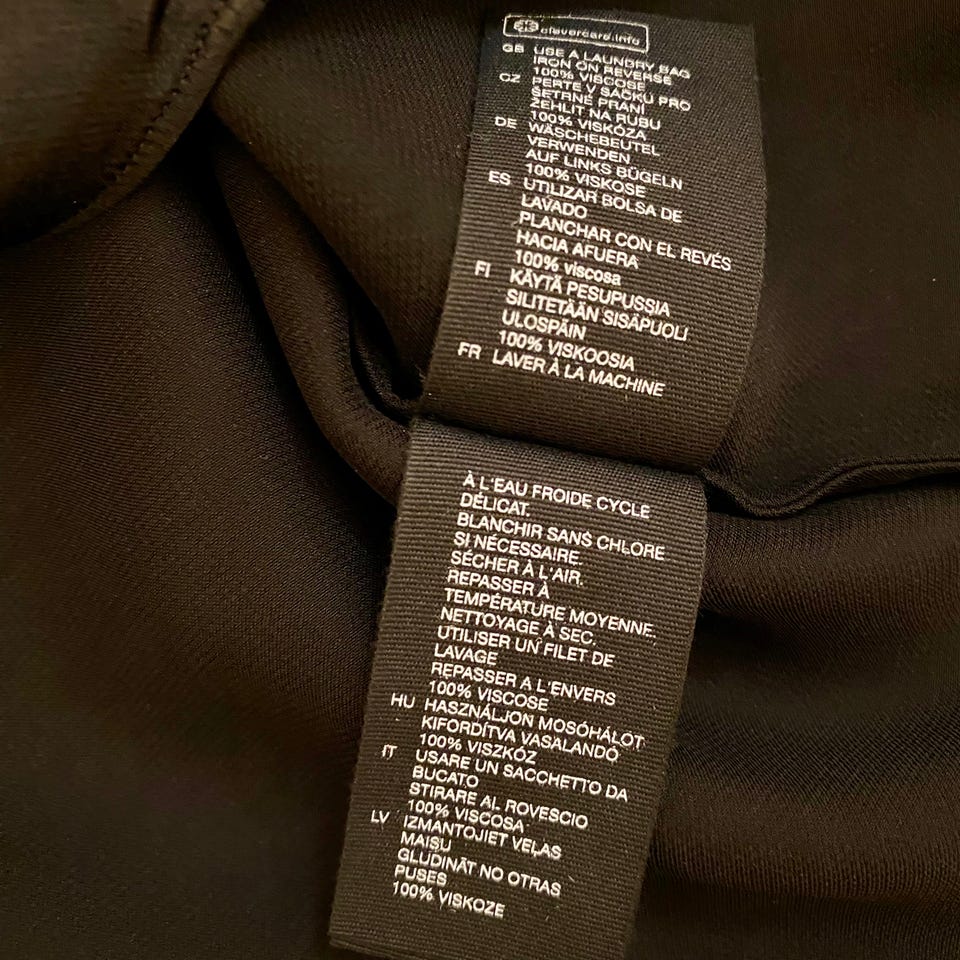 clevercare.info
GB USE A LAUNDRY BAG
IRON ON REVERSE
100% VISCOSE
CZ PERTE V SÁČKU PRO
ŠETRNÉ PRANÍ
ŽEHLIT NA RUBU
100% VISKÓZA
DE WÄSCHEBEUTEL
VERWENDEN
AUF LINKS BÜGELN
100% VISKOSE
ES UTILIZAR BOLSA DE
LAVADO
PLANCHAR CON EL REVÉS
HACIA AFUERA
100% viscosa
FI KÄYTÄ PESUPUSSIA
SILITETÄÄN SISÄPUOLI
ULOSPÄIN
100% VISKOOSIA
FR LAVER À LA MACHINE
À L'EAU FROIDE CYCLE
DÉLICAT.
BLANCHIR SANS CHLORE
SI NÉCESSAIRE.
SÉCHER À L'AIR.
REPASSER À
TEMPÉRATURE MOYENNE.
NETTOYAGE À SEC.
UTILISER UN FILET DE
LAVAGE
REPASSER A L'ENVERS
100% VISCOSE
HU HASZNÁLJON MOSÓHÁLÓT
KIFORDÍTVA VASALANDÓ
100% VISZKÓZ
IT USARE UN SACCHETTO DA
BUCATO
STIRARE AL ROVESCIO
100% VISCOSA
LV IZMANTOJIET VEĻAS
MAISU
GLUDINĀT NO OTRAS
PUSES
100% VISKOZE